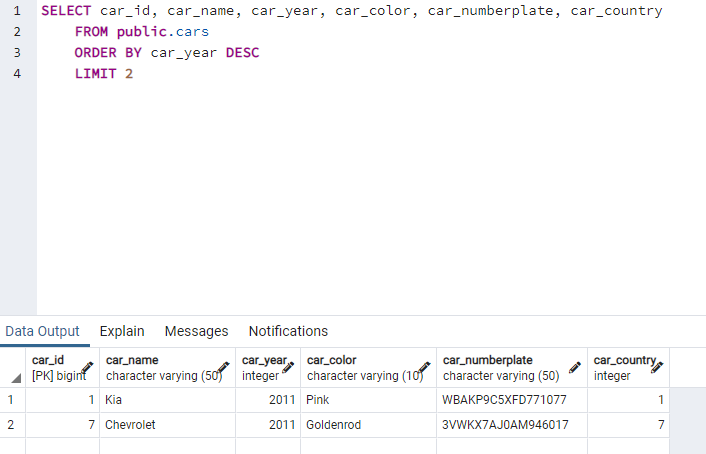 1 SELECT car_id, car_name, car_year, car_color, car_numberplate, car_country
2 FROM public.cars
3 ORDER BY car_year DESC
4 LIMIT 2
Data Output Explain Messages Notifications
car_id car_name car_year car_color car_numberplate car_country
[PK] bigint character varying (50) integer character varying (10) character varying (50) integer
1 1 Kia 2011 Pink WBAKP9C5XFD771077 1
2 7 Chevrolet 2011 Goldenrod 3VWKX7AJ0AM946017 7